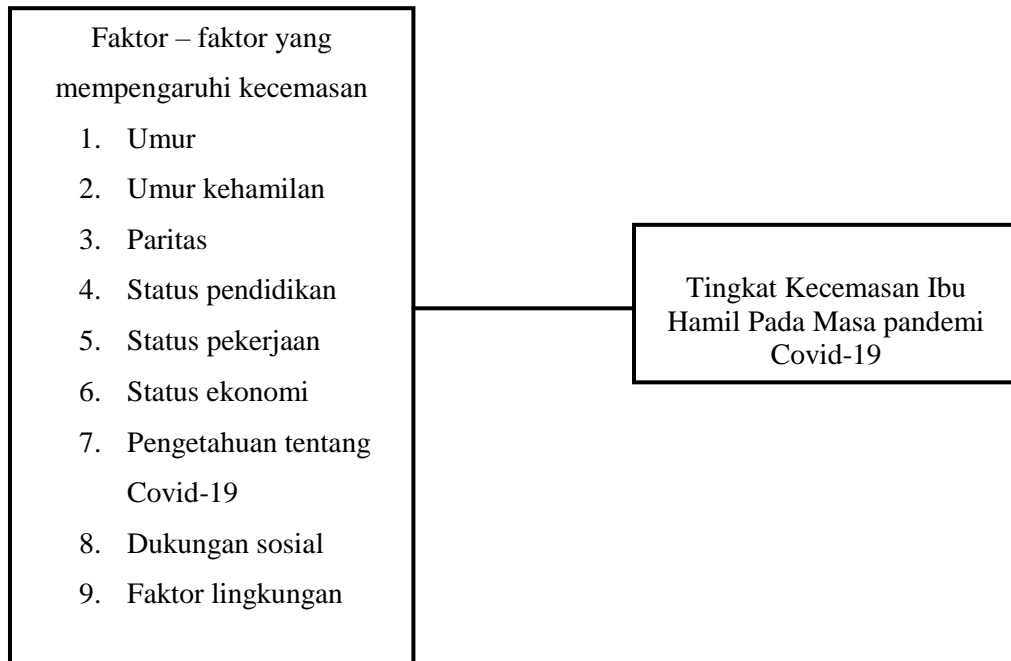 Faktor – faktor yang
mempengaruhi kecemasan
1. Umur
2. Umur kehamilan
3. Paritas
4. Status pendidikan
5. Status pekerjaan
6. Status ekonomi
7. Pengetahuan tentang
Covid-19
8. Dukungan sosial
9. Faktor lingkungan
Tingkat Kecemasan Ibu
Hamil Pada Masa pandemi
Covid-19